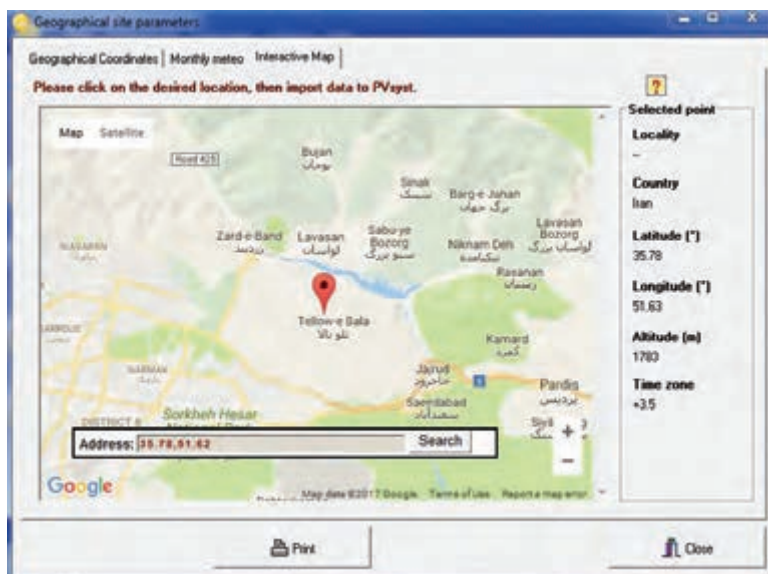 Geographical site parameters
Geographical Coordinates | Monthly meteo | Interactive Map
Please click on the desired location, then import data to PVsyst.
?
Map Satellite
Road 425
Bujan
بوجان
Sinak
Barg-e Jahan
برگ جهان
Zard-e-Band
Lavasan
لواسان
Sabu-ye
Bozorg
سبو بزرگ
Niknam Deh
نیکنامده
Lavasan
Bozorg
لواسان بزرگ
Rasanan
رسنان
Tellow-e Bala
تلو بالا
Kamard
کمرد
Jajrud
جاجرود
Pardis
پردیس
Saeedabad
سعیدآباد
DISTRICT 8
Sorkheh Hesar
Address: 35.78,51.62
Search
+
−
Google
Map data ©2017 Google
Terms of Use
Report a map error
Selected point
Locality
--
Country
Iran
Latitude (°)
35.78
Longitude (°)
51.63
Altitude (m)
1783
Time zone
+3.5
Print
Close